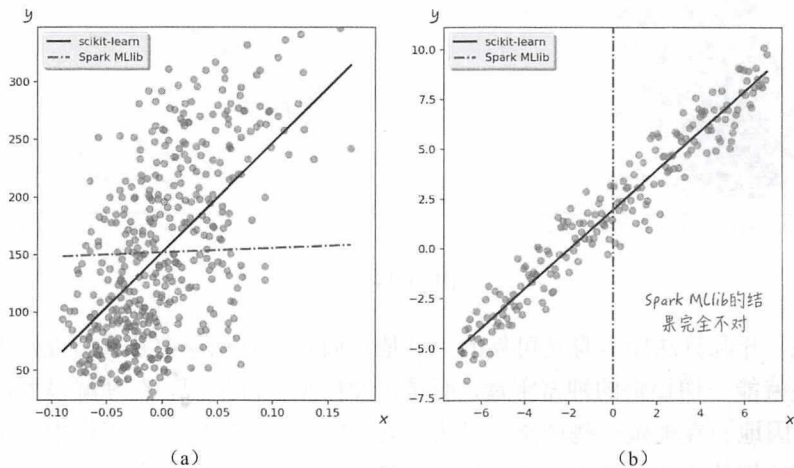 y
scikit-learn
Spark MLlib
300
250
200
150
100
50
−0.10 −0.05 0.00 0.05 0.10 0.15
x
(a)
y
scikit-learn
Spark MLlib
10.0
7.5
5.0
2.5
0.0
−2.5
−5.0
−7.5
−6 −4 −2 0 2 4 6
x
Spark MLlib的结
果完全不对
(b)